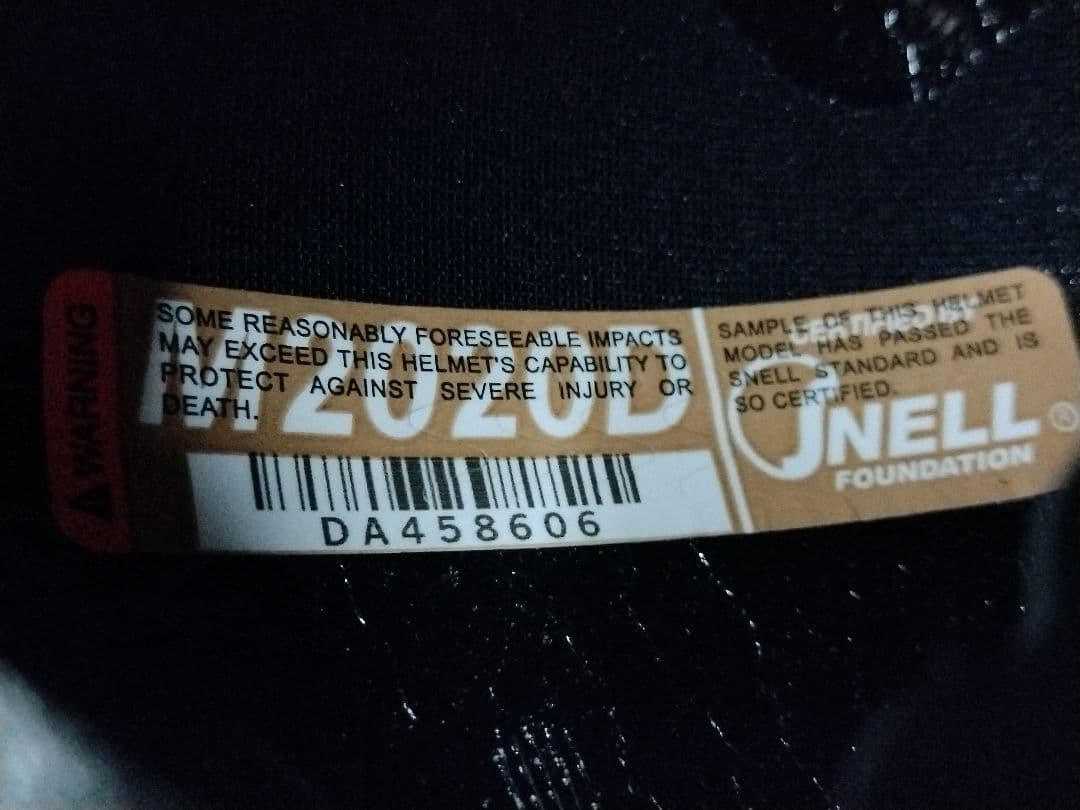 WARNING
M2020D
SOME REASONABLY FORESEEABLE IMPACTS
MAY EXCEED THIS HELMET'S CAPABILITY TO
PROTECT AGAINST SEVERE INJURY OR
DEATH.
DA458606
SAMPLE OF THIS HELMET
MODEL HAS PASSED THE
SNELL STANDARD AND IS
SO CERTIFIED.
SNELL®
FOUNDATION